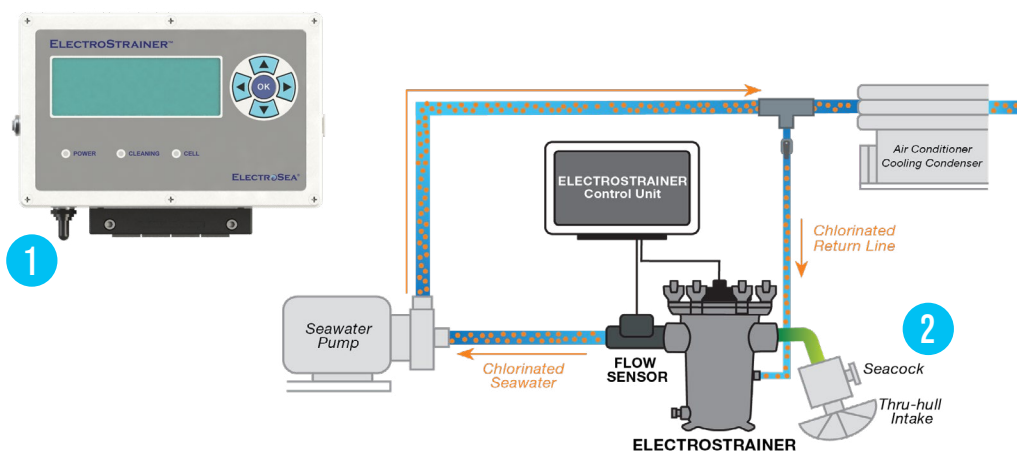 ELECTROSTRAINER™
OK
POWER
CLEANING
CELL
ELECTROSEA®
1
ELECTROSTRAINER
Control Unit
Air Conditioner
Cooling Condenser
Chlorinated
Return Line
Seawater
Pump
Chlorinated
Seawater
FLOW
SENSOR
2
Seacock
Thru-hull
Intake
ELECTROSTRAINER